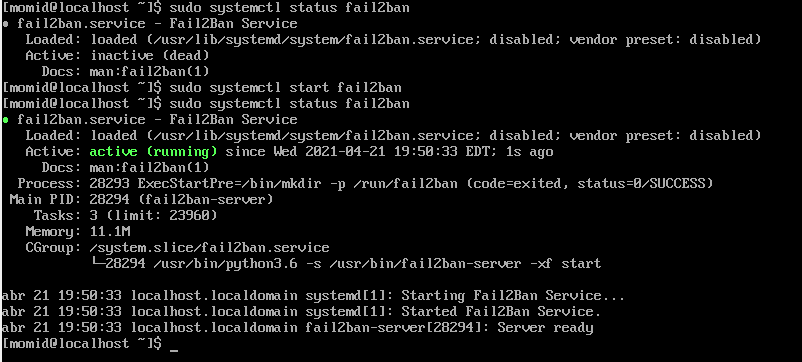 [momid@localhost ~]$ sudo systemctl status fail2ban
● fail2ban.service - Fail2Ban Service
   Loaded: loaded (/usr/lib/systemd/system/fail2ban.service; disabled; vendor preset: disabled)
   Active: inactive (dead)
     Docs: man:fail2ban(1)
[momid@localhost ~]$ sudo systemctl start fail2ban
[momid@localhost ~]$ sudo systemctl status fail2ban
● fail2ban.service - Fail2Ban Service
   Loaded: loaded (/usr/lib/systemd/system/fail2ban.service; disabled; vendor preset: disabled)
   Active: active (running) since Wed 2021-04-21 19:50:33 EDT; 1s ago
     Docs: man:fail2ban(1)
  Process: 28293 ExecStartPre=/bin/mkdir -p /run/fail2ban (code=exited, status=0/SUCCESS)
 Main PID: 28294 (fail2ban-server)
    Tasks: 3 (limit: 23960)
   Memory: 11.1M
   CGroup: /system.slice/fail2ban.service
           └─28294 /usr/bin/python3.6 -s /usr/bin/fail2ban-server -xf start

abr 21 19:50:33 localhost.localdomain systemd[1]: Starting Fail2Ban Service...
abr 21 19:50:33 localhost.localdomain systemd[1]: Started Fail2Ban Service.
abr 21 19:50:33 localhost.localdomain fail2ban-server[28294]: Server ready
[momid@localhost ~]$ _